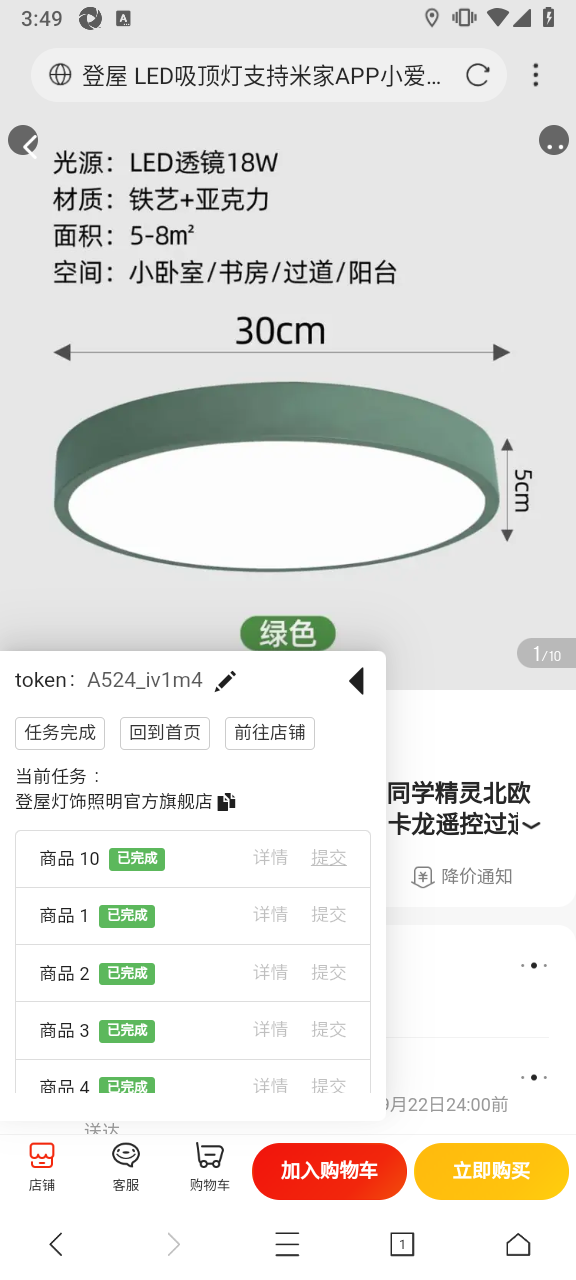 3:49
A
登屋 LED吸顶灯支持米家APP小爱...
光源：LED透镜18W
材质：铁艺+亚克力
面积：5-8㎡
空间：小卧室/书房/过道/阳台
30cm
5cm
绿色
1/10
token： A524_iv1m4
任务完成 回到首页 前往店铺
当前任务：
登屋灯饰照明官方旗舰店
同学精灵北欧
卡龙遥控过道
降价通知
商品 10 已完成 详情 提交
商品 1 已完成 详情 提交
商品 2 已完成 详情 提交
商品 3 已完成 详情 提交
商品 4 已完成 详情 提交
9月22日24:00前
送达
店铺 客服 购物车 加入购物车 立即购买
1